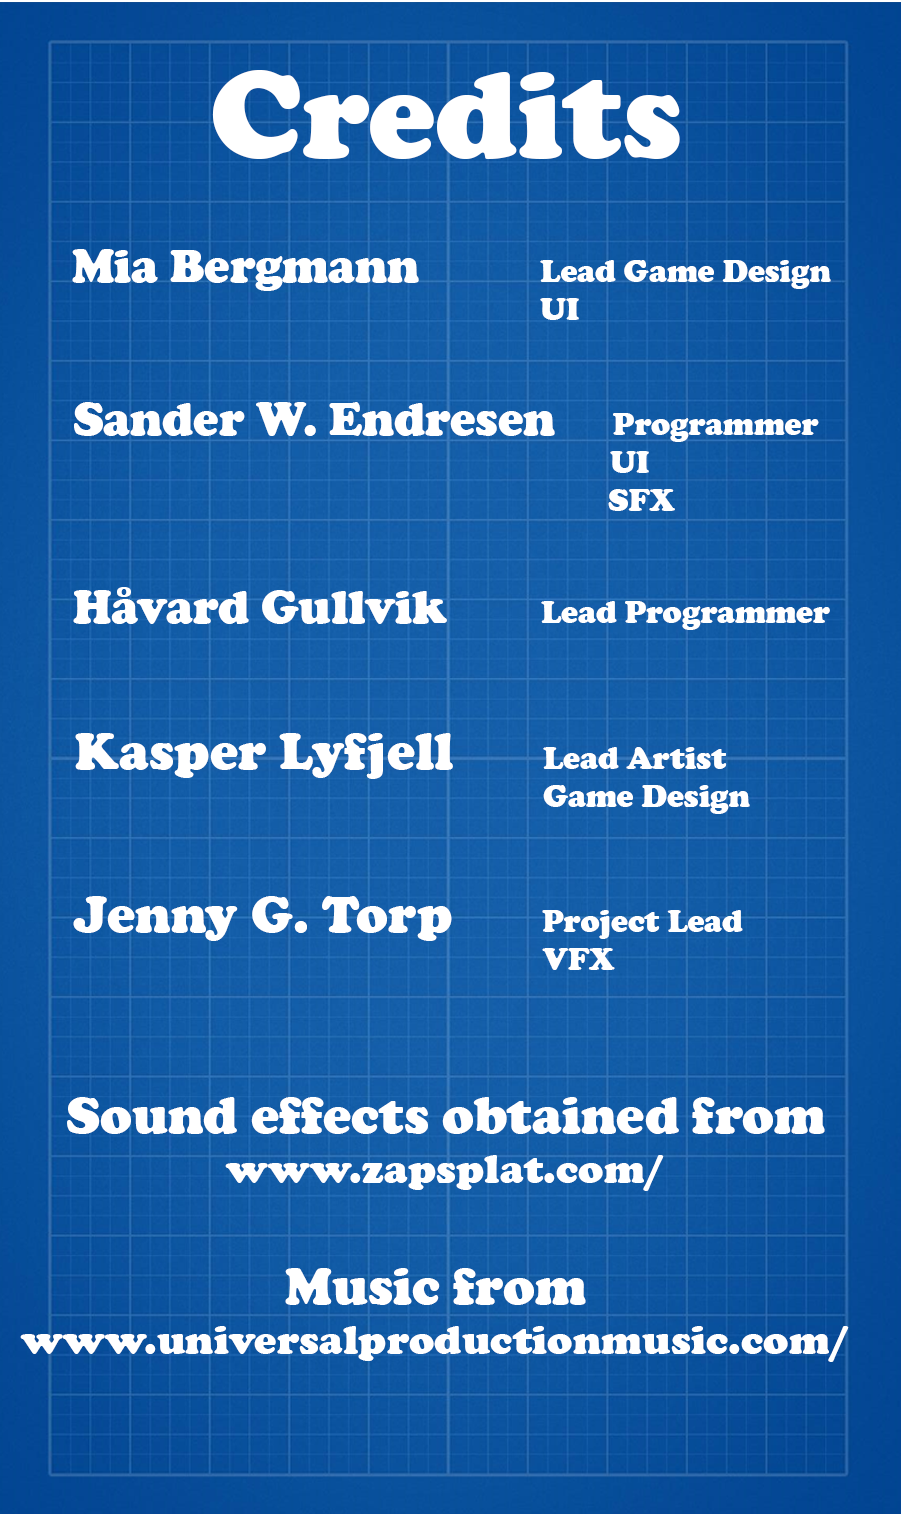 Credits
Mia Bergmann Lead Game Design
UI
Sander W. Endresen Programmer
UI
SFX
Håvard Gullvik Lead Programmer
Kasper Lyfjell Lead Artist
Game Design
Jenny G. Torp Project Lead
VFX
Sound effects obtained from
www.zapsplat.com/
Music from
www.universalproductionmusic.com/